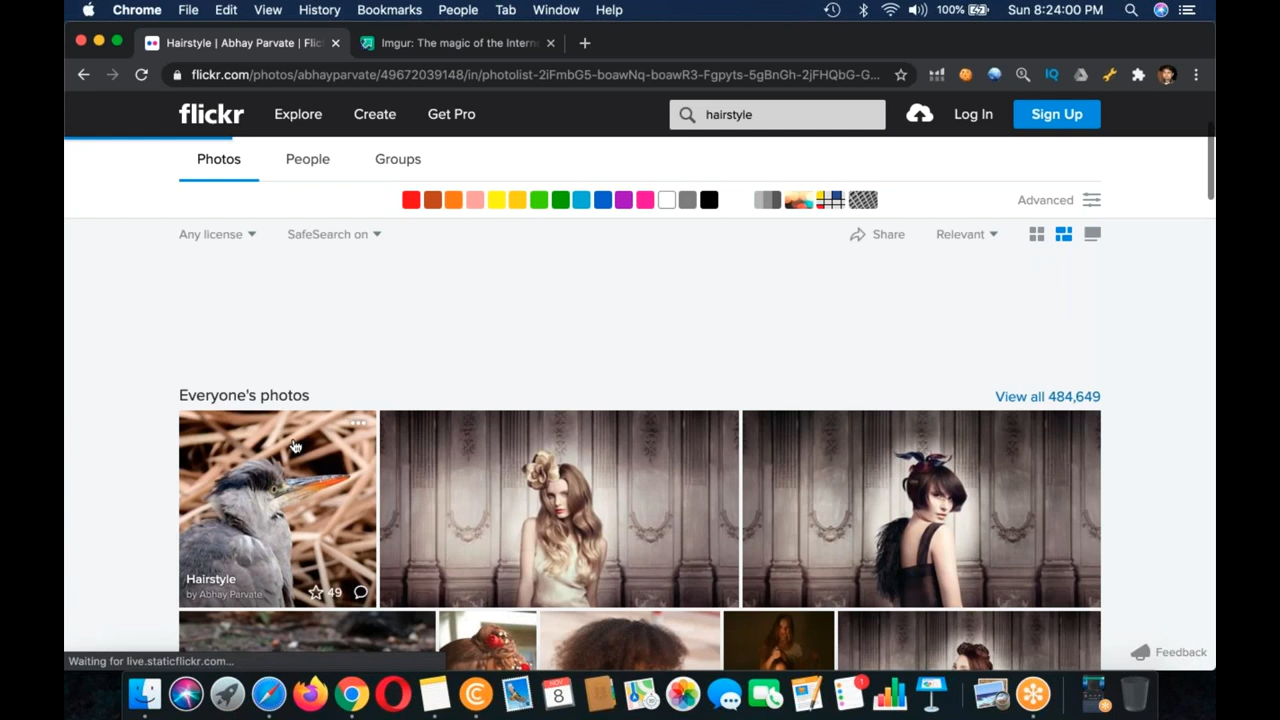 Chrome File Edit View History Bookmarks People Tab Window Help 100% Sun 8:24:00 PM
Hairstyle | Abhay Parvate | Flic
Imgur: The magic of the Intern
flickr.com/photos/abhayparvate/49672039148/in/photolist-2iFmbG5-boawNq-boawR3-Fgpyts-5gBnGh-2jFHQbG-G...
IQ
flickr Explore Create Get Pro hairstyle Log In Sign Up
Photos People Groups
Advanced
Any license SafeSearch on Share Relevant
Everyone's photos View all 484,649
Hairstyle
by Abhay Parvate 49
Feedback
Waiting for live.staticflickr.com...
NOV
8
1